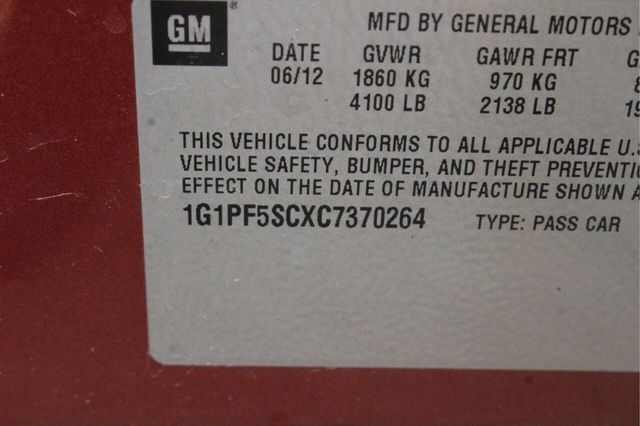 GM
MFD BY GENERAL MOTORS
DATE GVWR GAWR FRT
06/12 1860 KG 970 KG
4100 LB 2138 LB
THIS VEHICLE CONFORMS TO ALL APPLICABLE U.
VEHICLE SAFETY, BUMPER, AND THEFT PREVENTI
EFFECT ON THE DATE OF MANUFACTURE SHOWN A
1G1PF5SCXC7370264 TYPE: PASS CAR